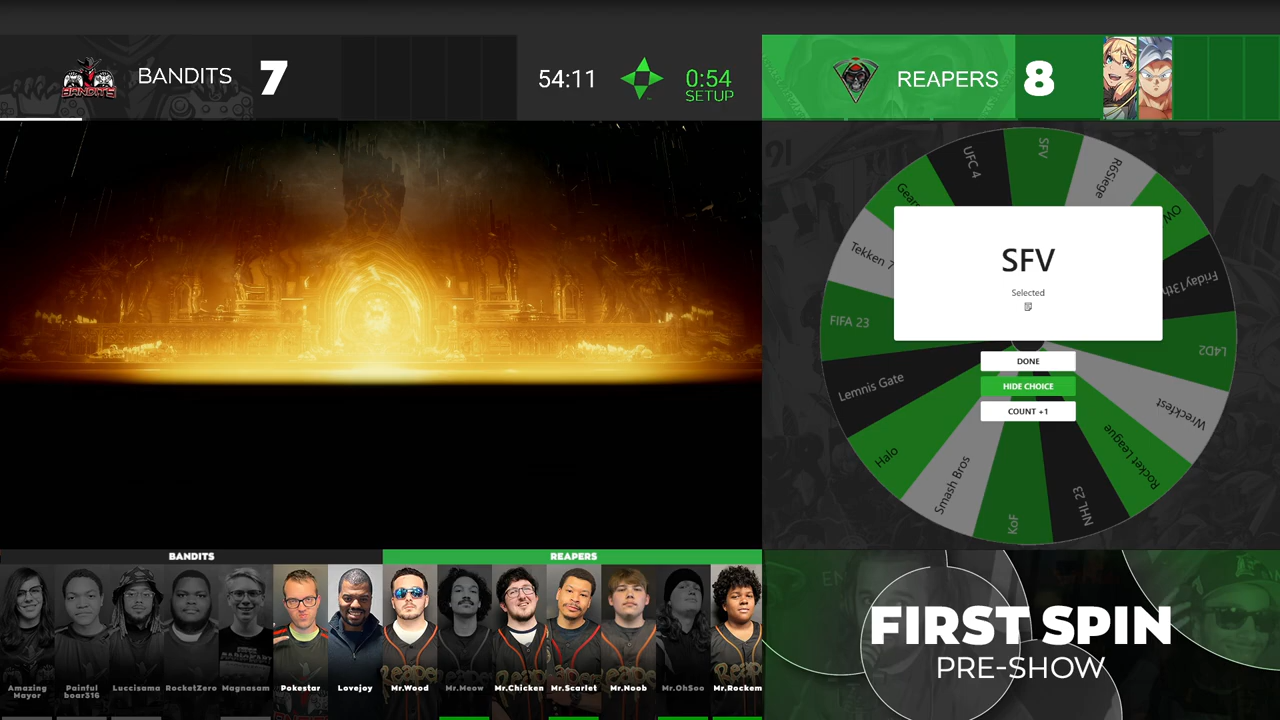 BANDITS
BANDITS 7
54:11
0:54
SETUP
REAPERS 8
SFV
R6Siege
OW
Friday13th
L4D2
Wreckfest
Rocket League
NHL 23
KoF
Smash Bros
Halo
Lemnis Gate
FIFA 23
Tekken 7
Gears
UFC 4
SFV
Selected
DONE
HIDE CHOICE
COUNT +1
BANDITS
REAPERS
Amazing Mayor
Painful boar316
Luccisama
RocketZero
Magnasam
Pokestar
Lovejoy
Mr.Wood
Mr.Meow
Mr.Chicken
Mr.Scarlet
Mr.Noob
Mr.OhSoo
Mr.Rockem
FIRST SPIN
PRE-SHOW